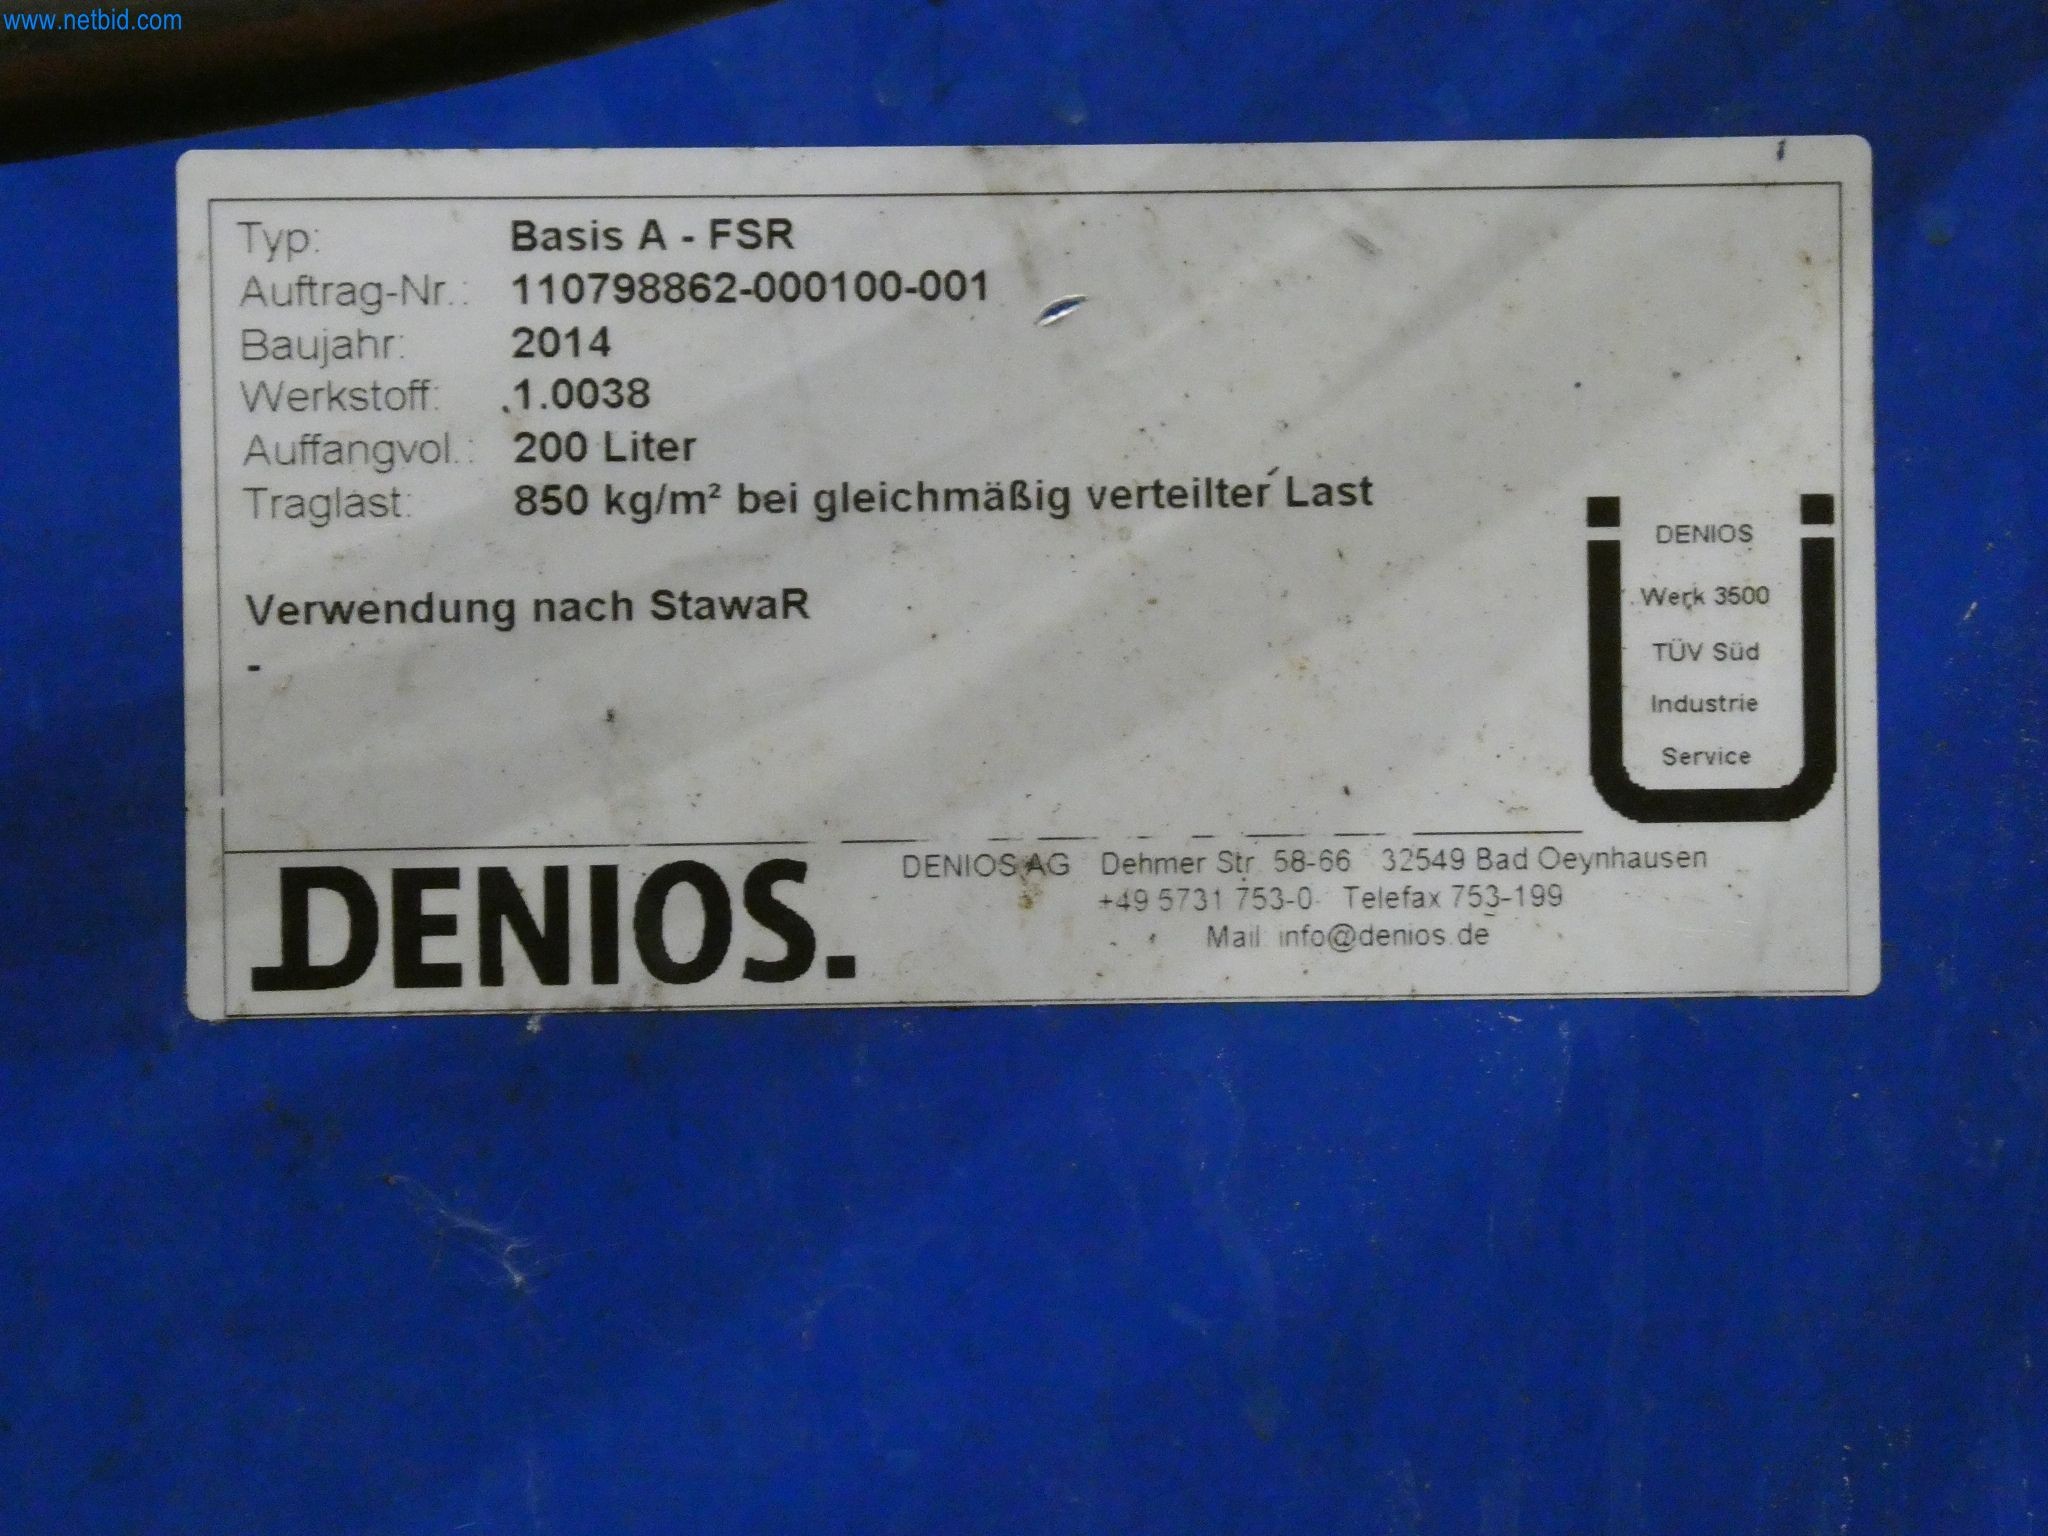 www.netbid.com
Typ: Basis A - FSR
Auftrag-Nr.: 110798862-000100-001
Baujahr: 2014
Werkstoff: 1.0038
Auffangvol.: 200 Liter
Traglast: 850 kg/m² bei gleichmäßig verteilter Last
Verwendung nach StawaR
-
DENIOS
Werk 3500
TÜV Süd
Industrie
Service
DENIOS.
DENIOS AG Dehmer Str. 58-66 32549 Bad Oeynhausen
+49 5731 753-0 Telefax 753-199
Mail: info@denios.de